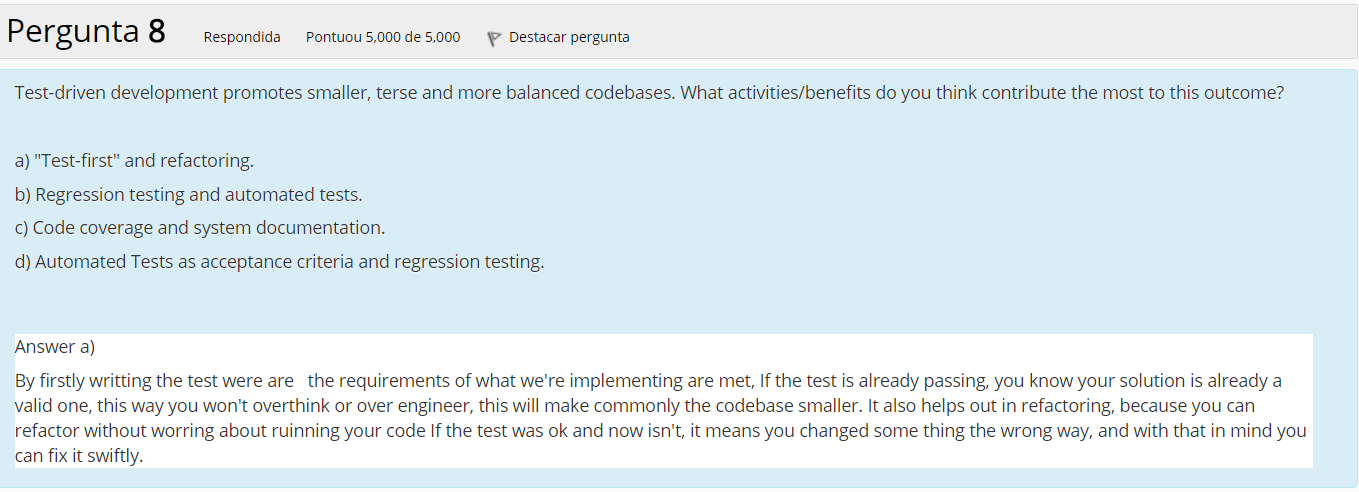 Pergunta 8 Respondida Pontuou 5,000 de 5,000 Destacar pergunta
Test-driven development promotes smaller, terse and more balanced codebases. What activities/benefits do you think contribute the most to this outcome?
a) "Test-first" and refactoring.
b) Regression testing and automated tests.
c) Code coverage and system documentation.
d) Automated Tests as acceptance criteria and regression testing.
Answer a)
By firstly writting the test were are the requirements of what we're implementing are met, If the test is already passing, you know your solution is already a
valid one, this way you won't overthink or over engineer, this will make commonly the codebase smaller. It also helps out in refactoring, because you can
refactor without worring about ruinning your code If the test was ok and now isn't, it means you changed some thing the wrong way, and with that in mind you
can fix it swiftly.